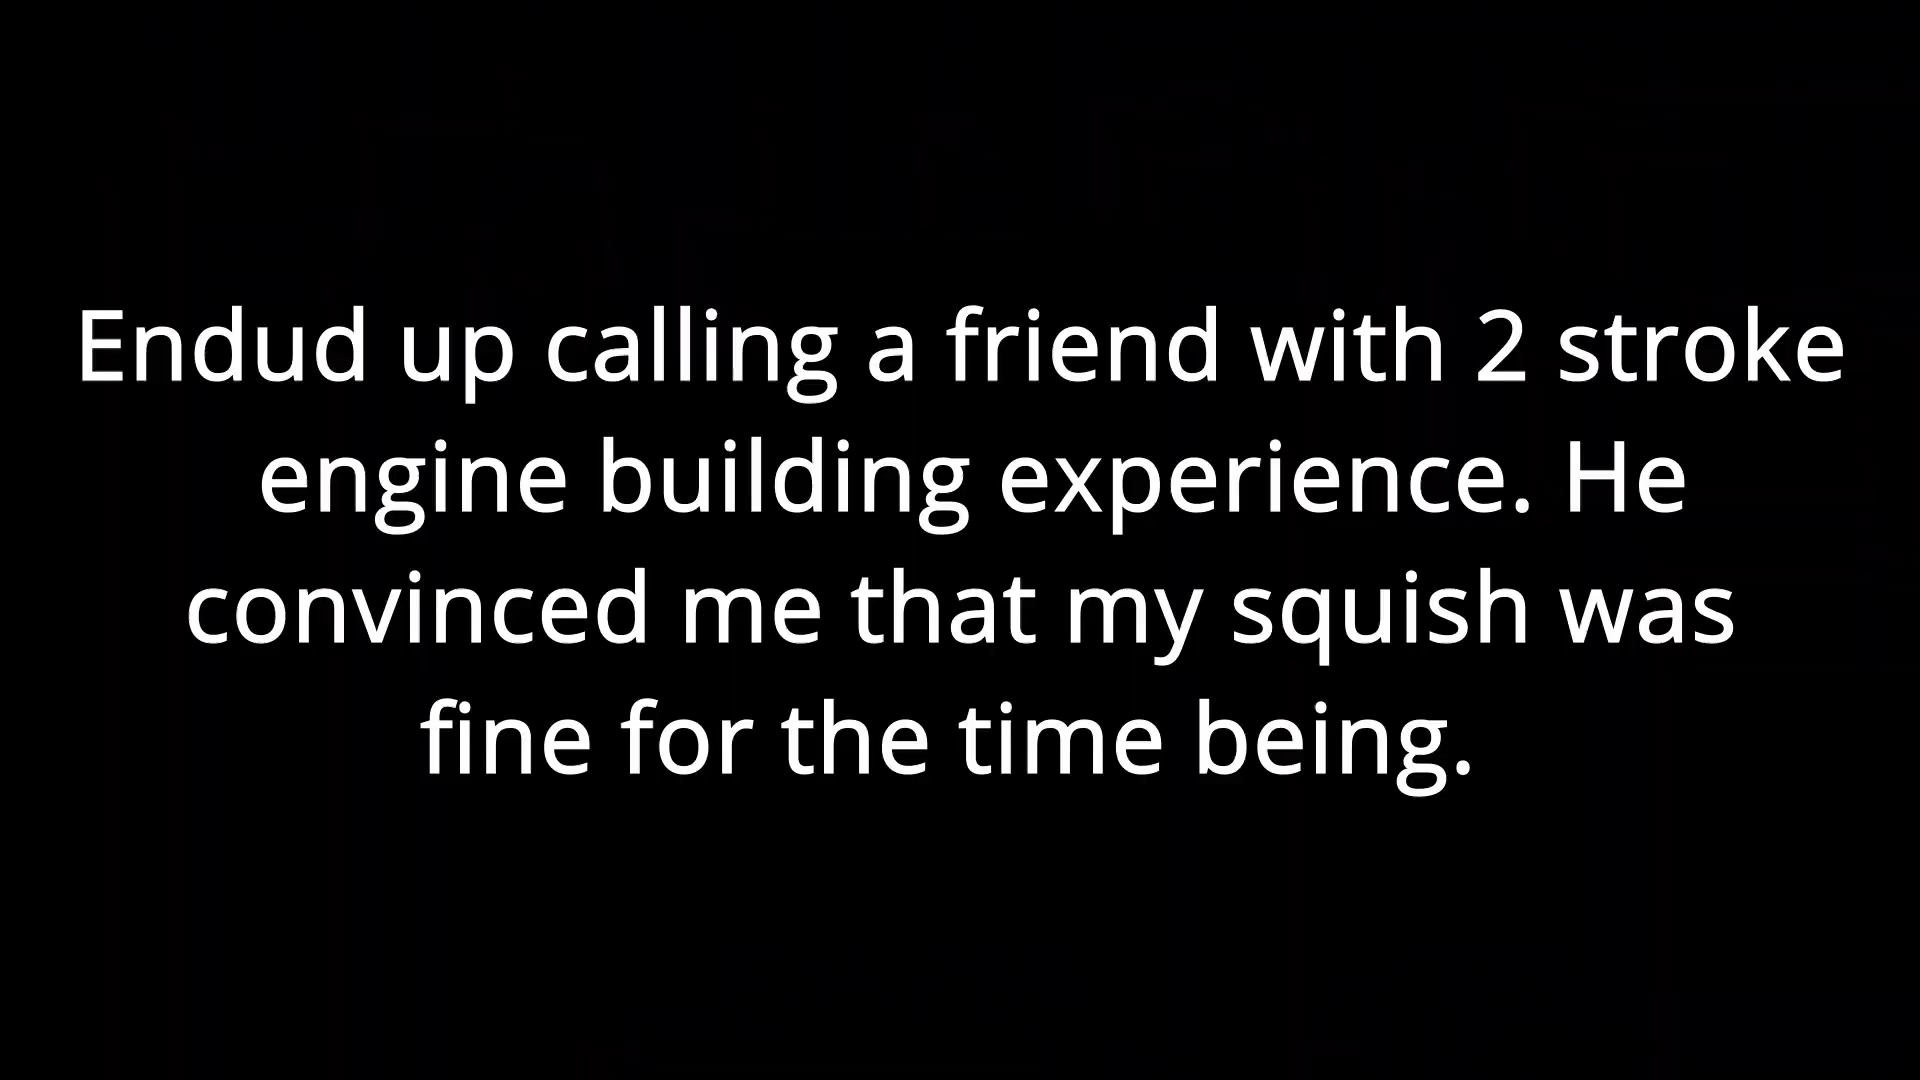 Endud up calling a friend with 2 stroke
engine building experience. He
convinced me that my squish was
fine for the time being.